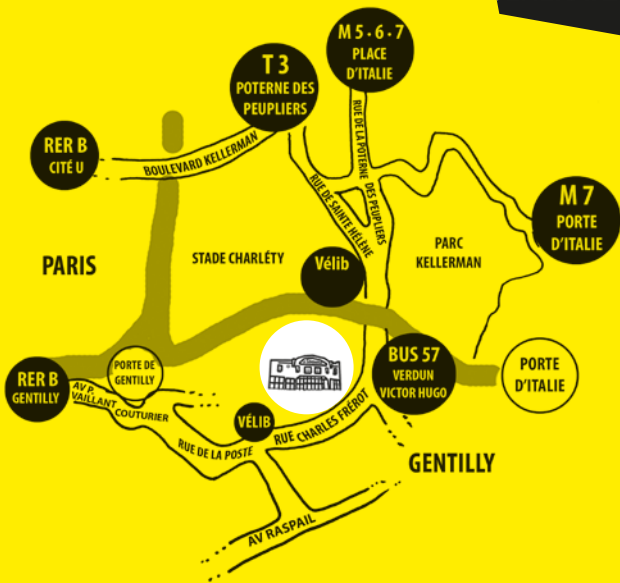 M 5 - 6 - 7
PLACE
D'ITALIE
T 3
POTERNE DES
PEUPLIERS
RER B
CITÉ U
BOULEVARD KELLERMAN
RUE DE LA POTERNE DES PEUPLIERS
RUE DE SAINTE HÉLÈNE
M 7
PORTE
D'ITALIE
PARIS
STADE CHARLÉTY
Vélib
PARC
KELLERMAN
RER B
GENTILLY
PORTE DE
GENTILLY
BUS 57
VERDUN
VICTOR HUGO
PORTE
D'ITALIE
AV P.
VAILLANT
COUTURIER
VÉLIB
RUE CHARLES FRÉROT
RUE DE LA POSTE
GENTILLY
AV RASPAIL